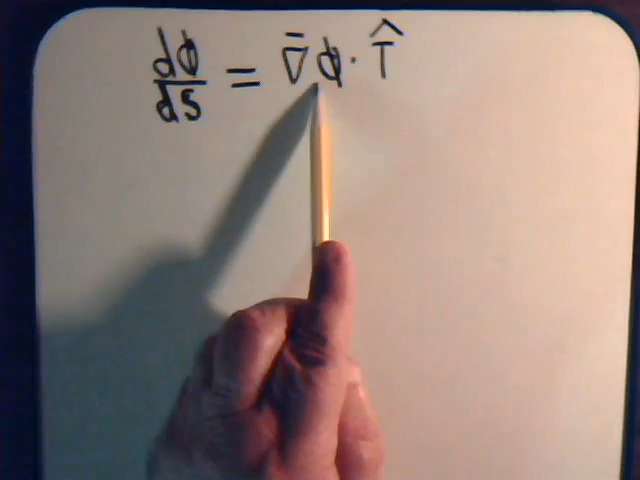 dϕ/ds = ∇̄ϕ · T̂